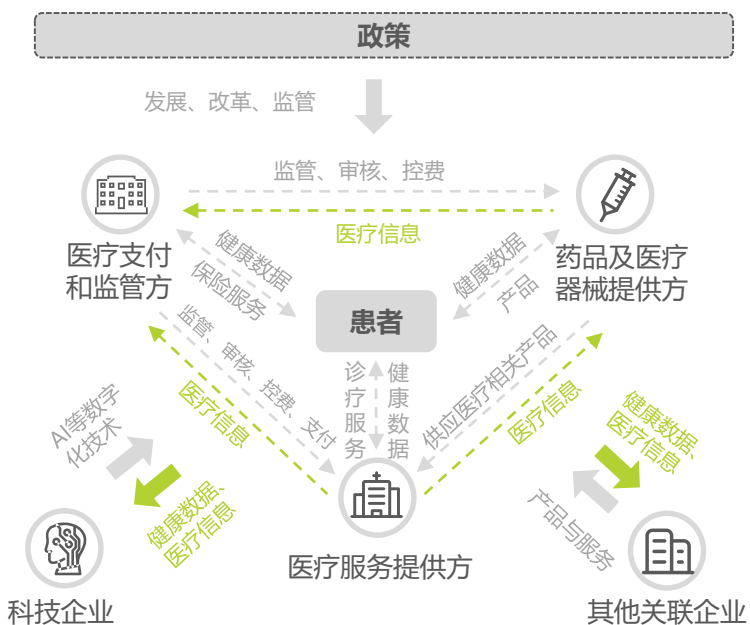 政策
发展、改革、监管
监管、审核、控费
医疗信息
医疗支付
和监管方
药品及医疗
器械提供方
健康数据
保险服务
健康数据
产品
患者
监管、审核、控费、支付
医疗信息
诊疗服务
健康数据
供应医疗相关产品
医疗信息
AI等数字
化技术
健康数据、
医疗信息
健康数据、
医疗信息
产品与服务
医疗服务提供方
科技企业
其他关联企业